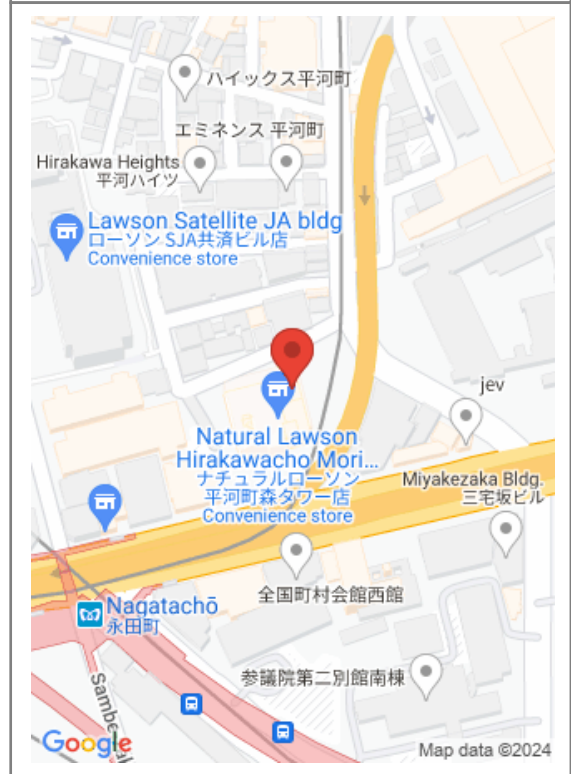 ハイックス平河町
エミネンス 平河町
Hirakawa Heights
平河ハイツ
Lawson Satellite JA bldg
ローソン SJA共済ビル店
Convenience store
jev
Natural Lawson
Hirakawacho Mori...
ナチュラルローソン
平河町森タワー店
Convenience store
Miyakezaka Bldg.
三宅坂ビル
全国町村会館西館
Nagatachō
永田町
参議院第二別館南棟
Google
Map data ©2024